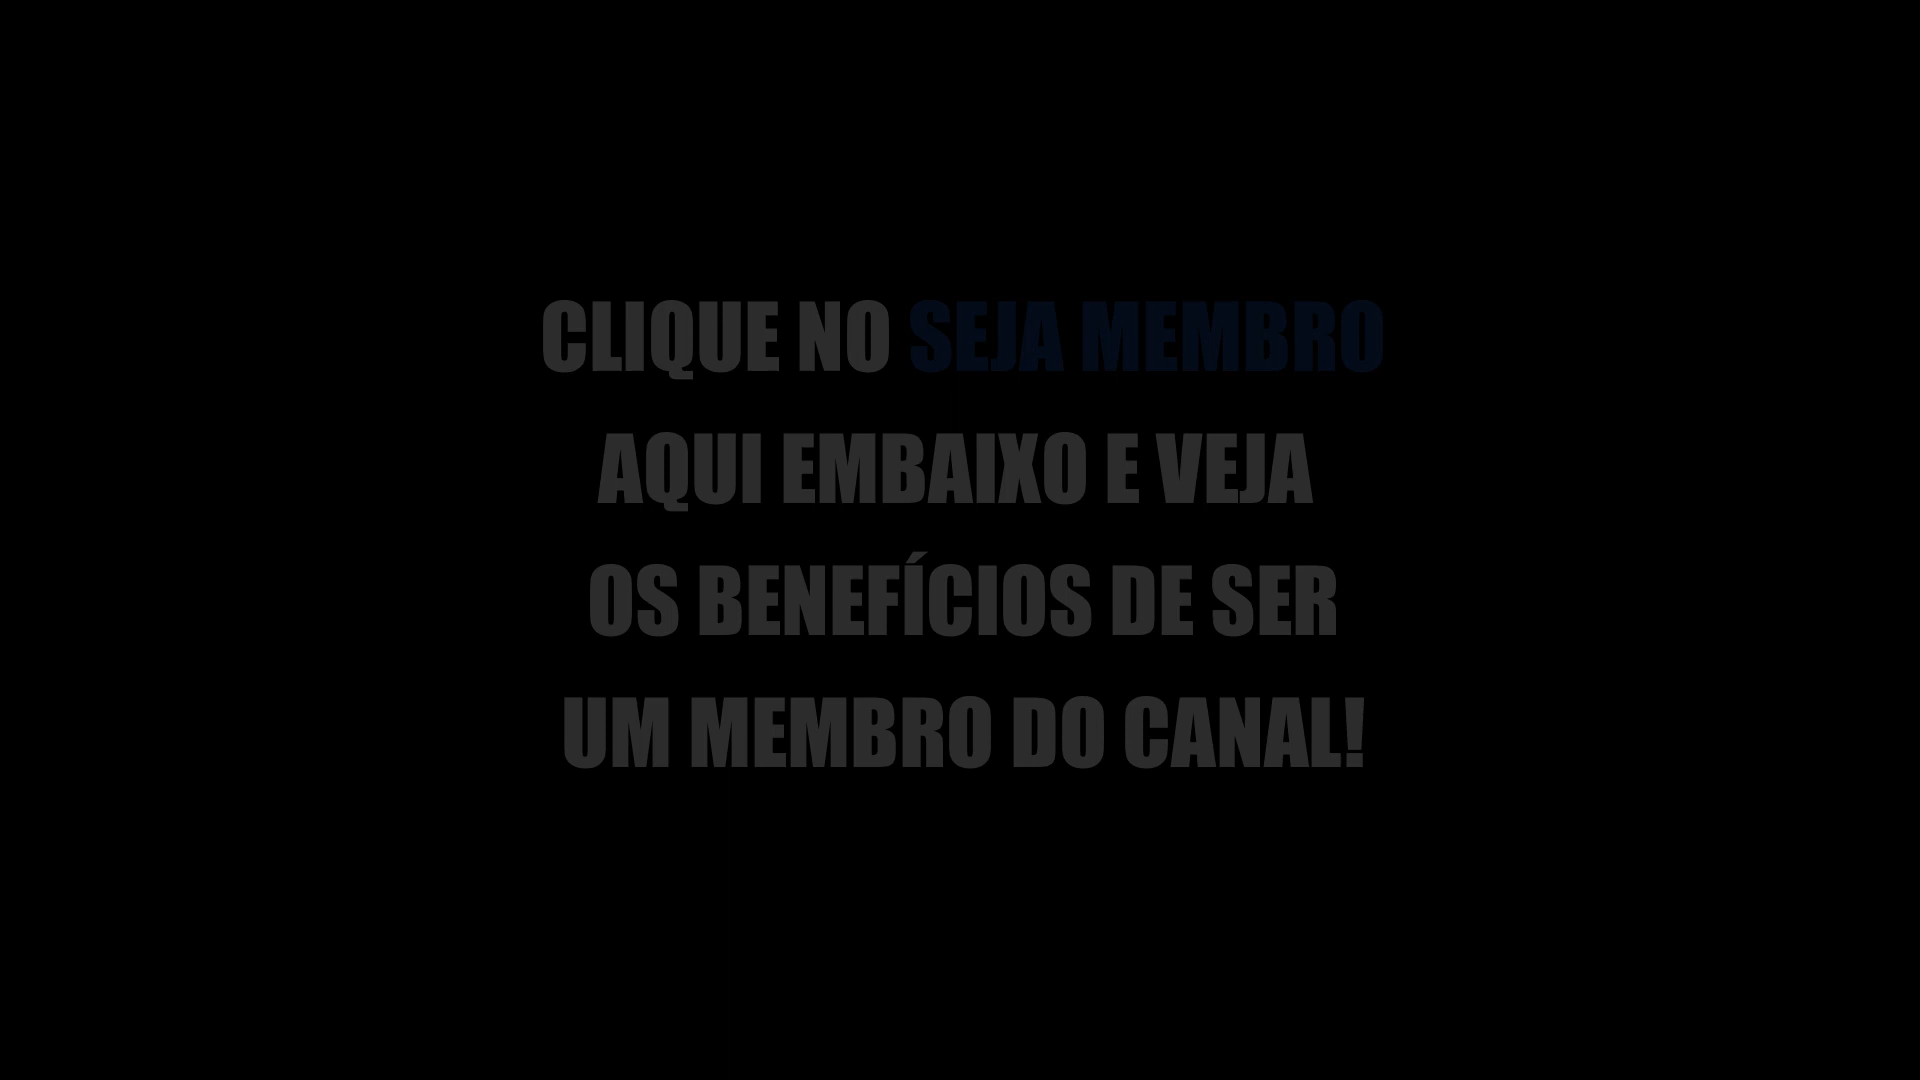 CLIQUE NO SEJA MEMBRO
AQUI EMBAIXO E VEJA
OS BENEFÍCIOS DE SER
UM MEMBRO DO CANAL!